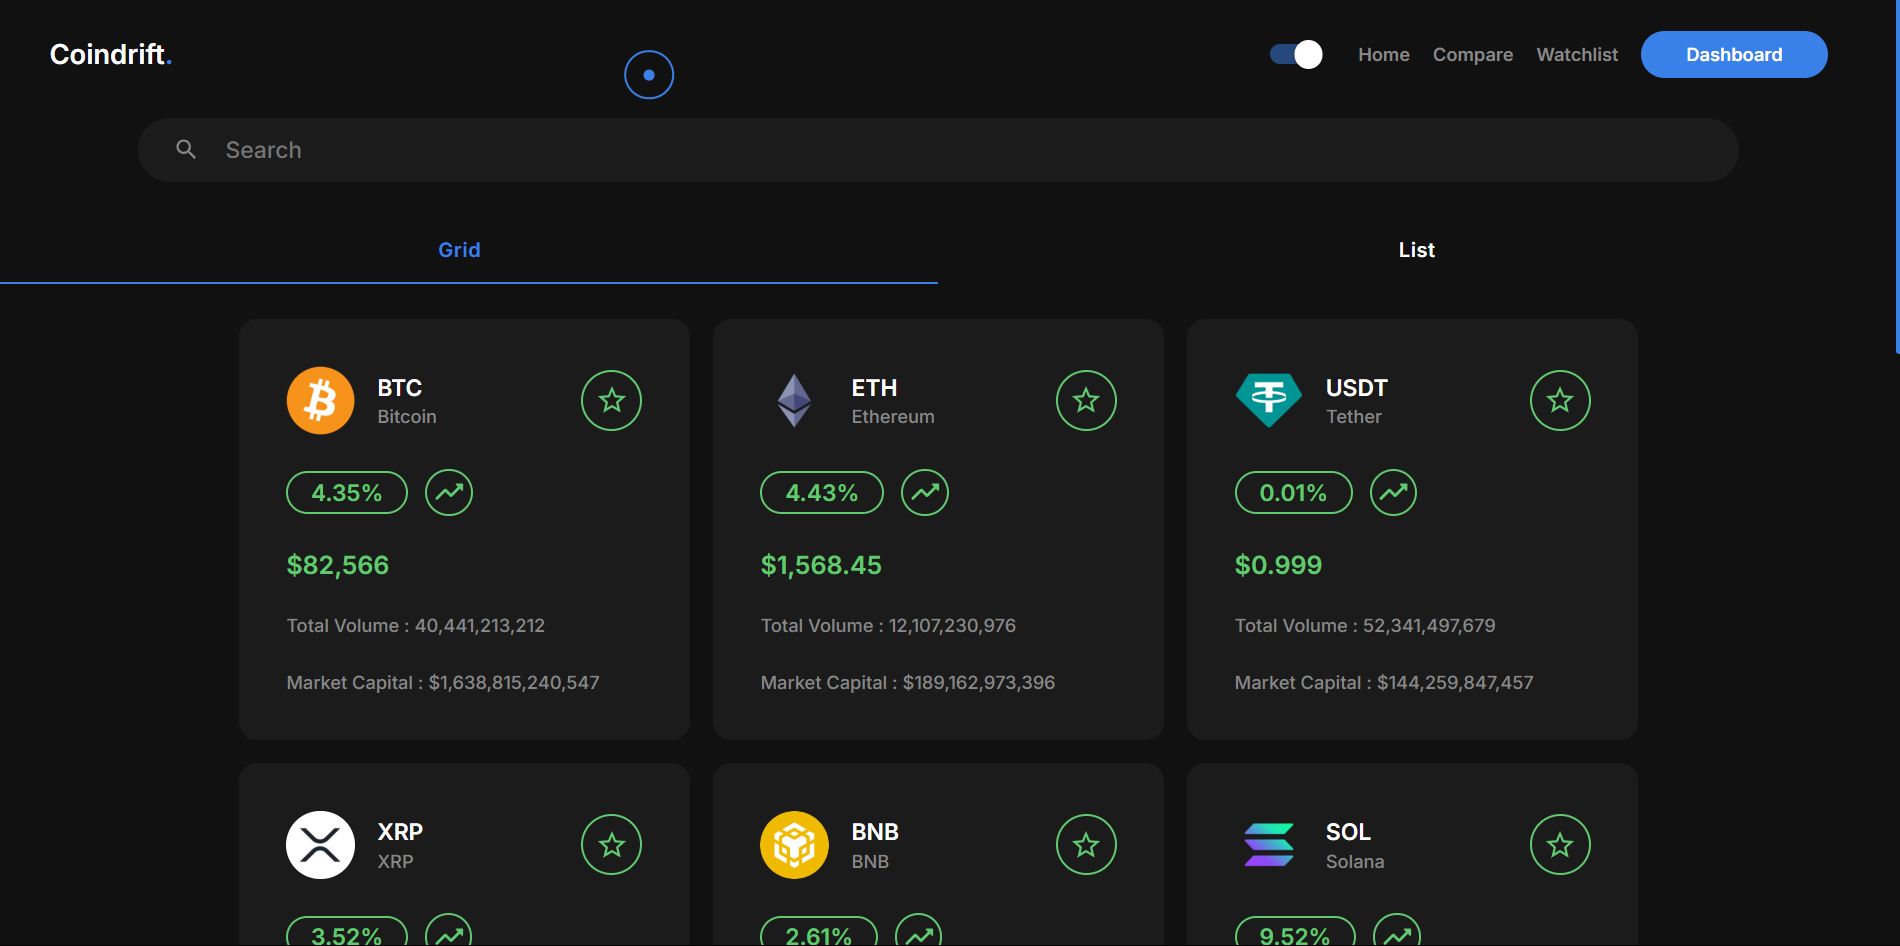 Coindrift.
Home Compare Watchlist Dashboard
Search
Grid List
BTC
Bitcoin
4.35%
$82,566
Total Volume : 40,441,213,212
Market Capital : $1,638,815,240,547
ETH
Ethereum
4.43%
$1,568.45
Total Volume : 12,107,230,976
Market Capital : $189,162,973,396
USDT
Tether
0.01%
$0.999
Total Volume : 52,341,497,679
Market Capital : $144,259,847,457
XRP
XRP
3.52%
BNB
BNB
2.61%
SOL
Solana
9.52%